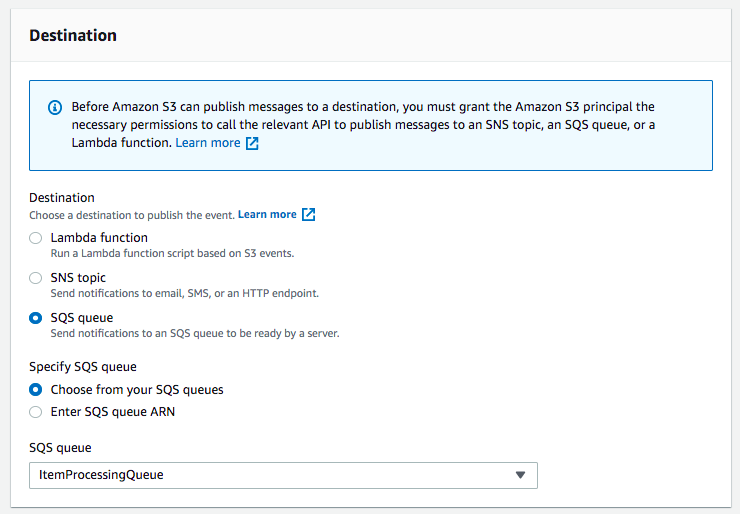 Destination
Before Amazon S3 can publish messages to a destination, you must grant the Amazon S3 principal the
necessary permissions to call the relevant API to publish messages to an SNS topic, an SQS queue, or a
Lambda function. Learn more
Destination
Choose a destination to publish the event. Learn more
Lambda function
Run a Lambda function script based on S3 events.
SNS topic
Send notifications to email, SMS, or an HTTP endpoint.
SQS queue
Send notifications to an SQS queue to be ready by a server.
Specify SQS queue
Choose from your SQS queues
Enter SQS queue ARN
SQS queue
ItemProcessingQueue